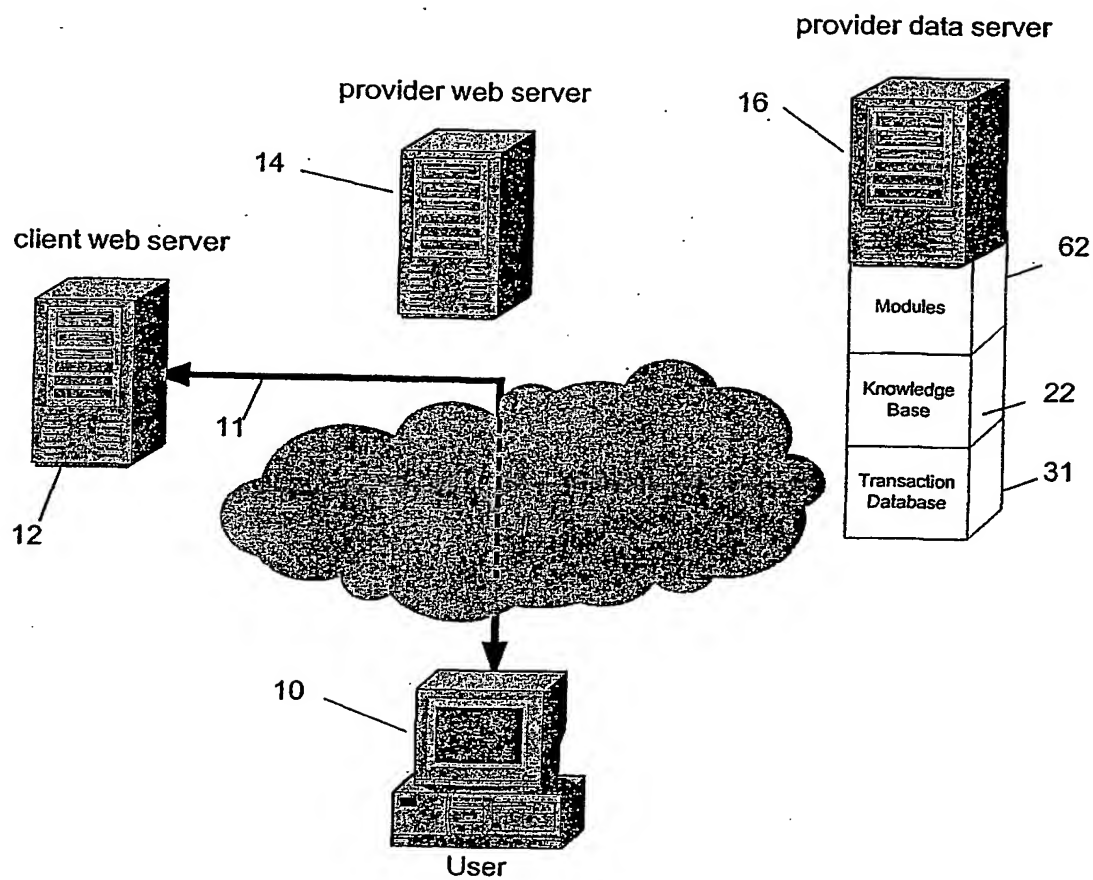 provider data server
provider web server
16
14
client web server
62
Modules
Knowledge
Base
22
11
Transaction
Database
31
12
10
User